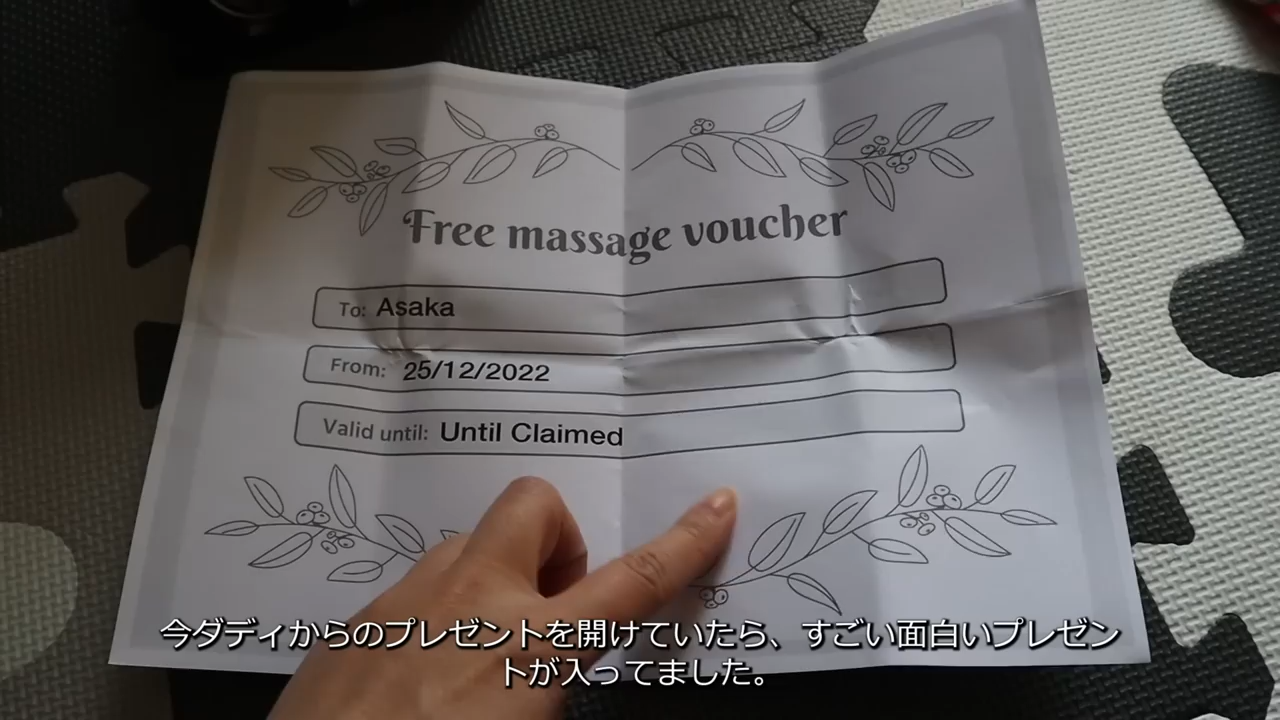 Free massage voucher
To: Asaka
From: 25/12/2022
Valid until: Until Claimed
今ダディからのプレゼントを開けていたら、すごい面白いプレゼン
トが入ってました。